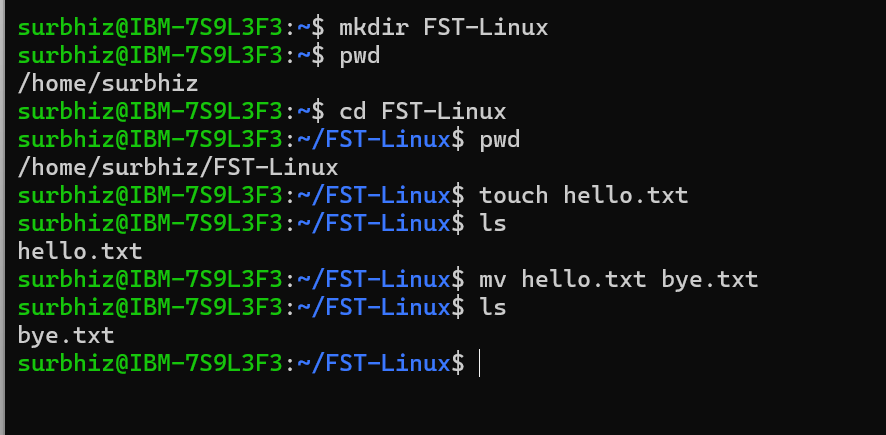 surbhiz@IBM-7S9L3F3:~$ mkdir FST-Linux
surbhiz@IBM-7S9L3F3:~$ pwd
/home/surbhiz
surbhiz@IBM-7S9L3F3:~$ cd FST-Linux
surbhiz@IBM-7S9L3F3:~/FST-Linux$ pwd
/home/surbhiz/FST-Linux
surbhiz@IBM-7S9L3F3:~/FST-Linux$ touch hello.txt
surbhiz@IBM-7S9L3F3:~/FST-Linux$ ls
hello.txt
surbhiz@IBM-7S9L3F3:~/FST-Linux$ mv hello.txt bye.txt
surbhiz@IBM-7S9L3F3:~/FST-Linux$ ls
bye.txt
surbhiz@IBM-7S9L3F3:~/FST-Linux$